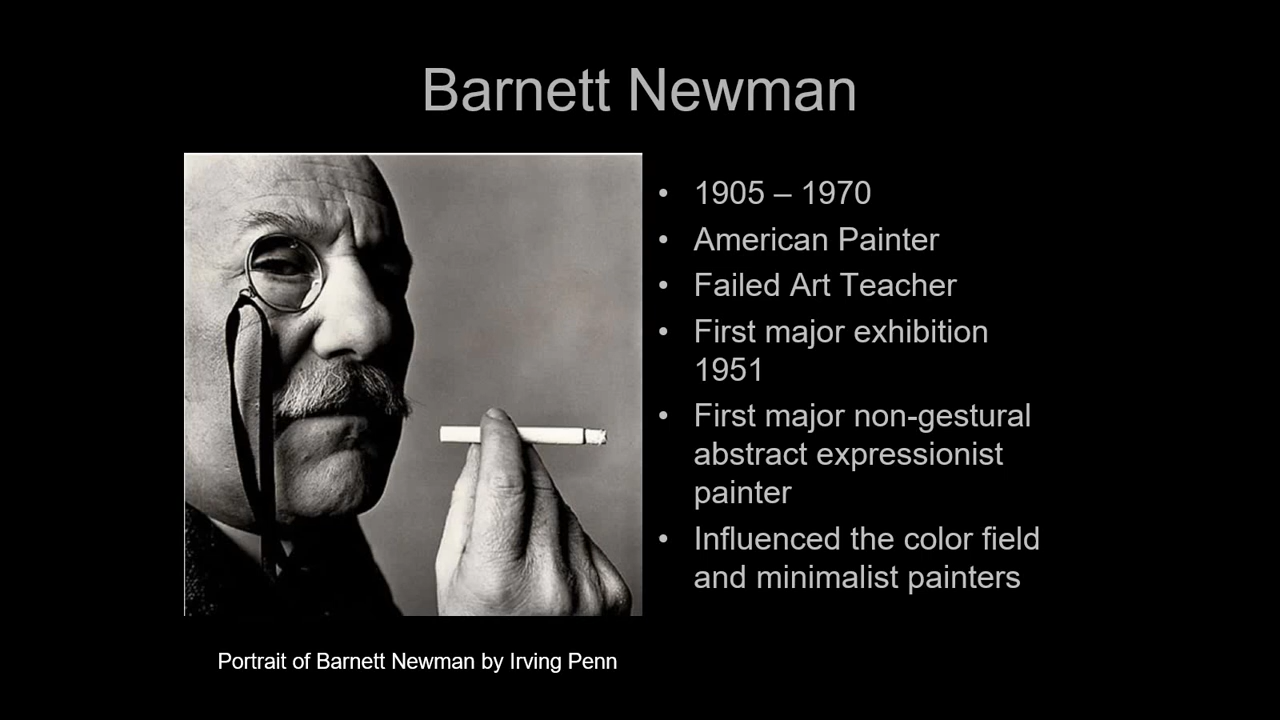 Barnett Newman
• 1905 – 1970
• American Painter
• Failed Art Teacher
• First major exhibition
1951
• First major non-gestural
abstract expressionist
painter
• Influenced the color field
and minimalist painters
Portrait of Barnett Newman by Irving Penn